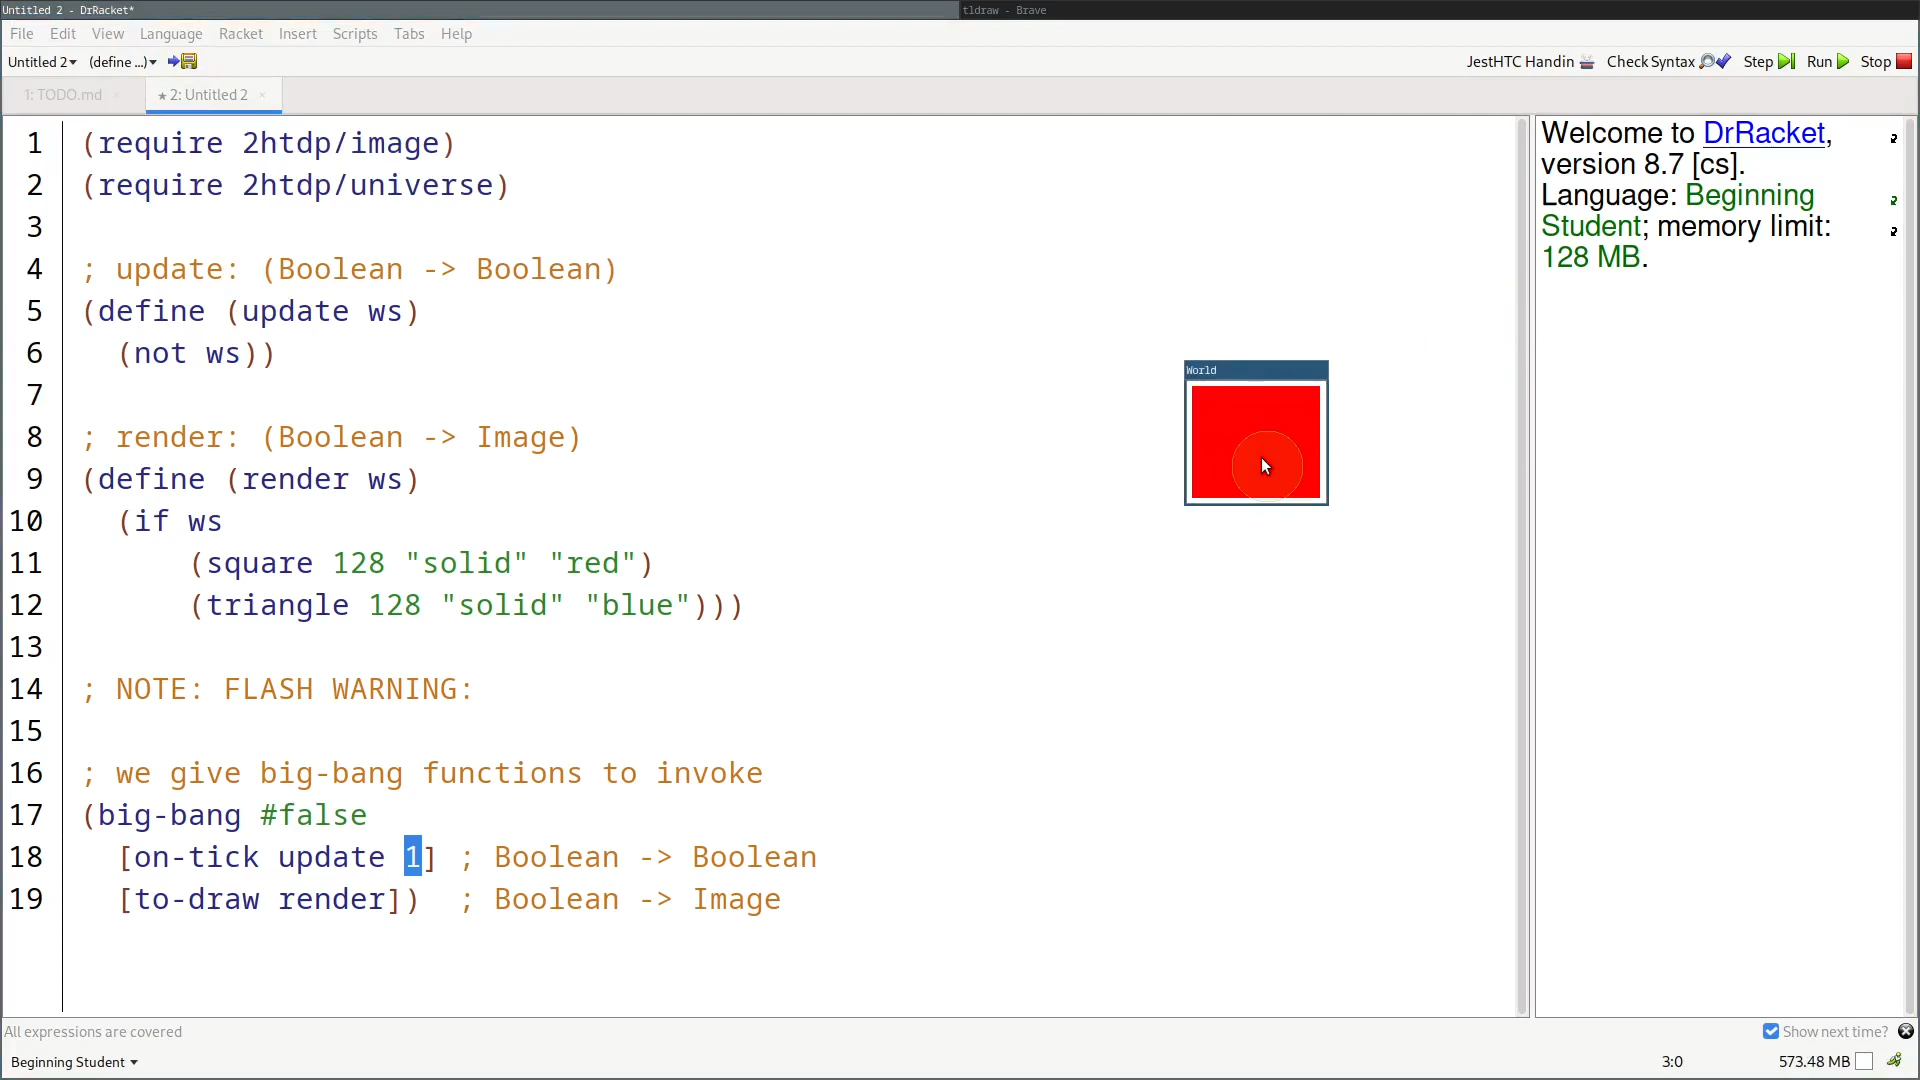 Untitled 2 - DrRacket*
tldraw - Brave
File Edit View Language Racket Insert Scripts Tabs Help
Untitled 2 (define ...) JestHTC Handin Check Syntax Step Run Stop
1: TODO.md 2: Untitled 2
1 (require 2htdp/image)
2 (require 2htdp/universe)
3
4 ; update: (Boolean -> Boolean)
5 (define (update ws)
6 (not ws))
7
8 ; render: (Boolean -> Image)
9 (define (render ws)
10 (if ws
11 (square 128 "solid" "red")
12 (triangle 128 "solid" "blue")))
13
14 ; NOTE: FLASH WARNING:
15
16 ; we give big-bang functions to invoke
17 (big-bang #false
18 [on-tick update 1] ; Boolean -> Boolean
19 [to-draw render]) ; Boolean -> Image
World
Welcome to DrRacket,
version 8.7 [cs].
Language: Beginning
Student; memory limit:
128 MB.
All expressions are covered
Show next time?
Beginning Student
3:0
573.48 MB